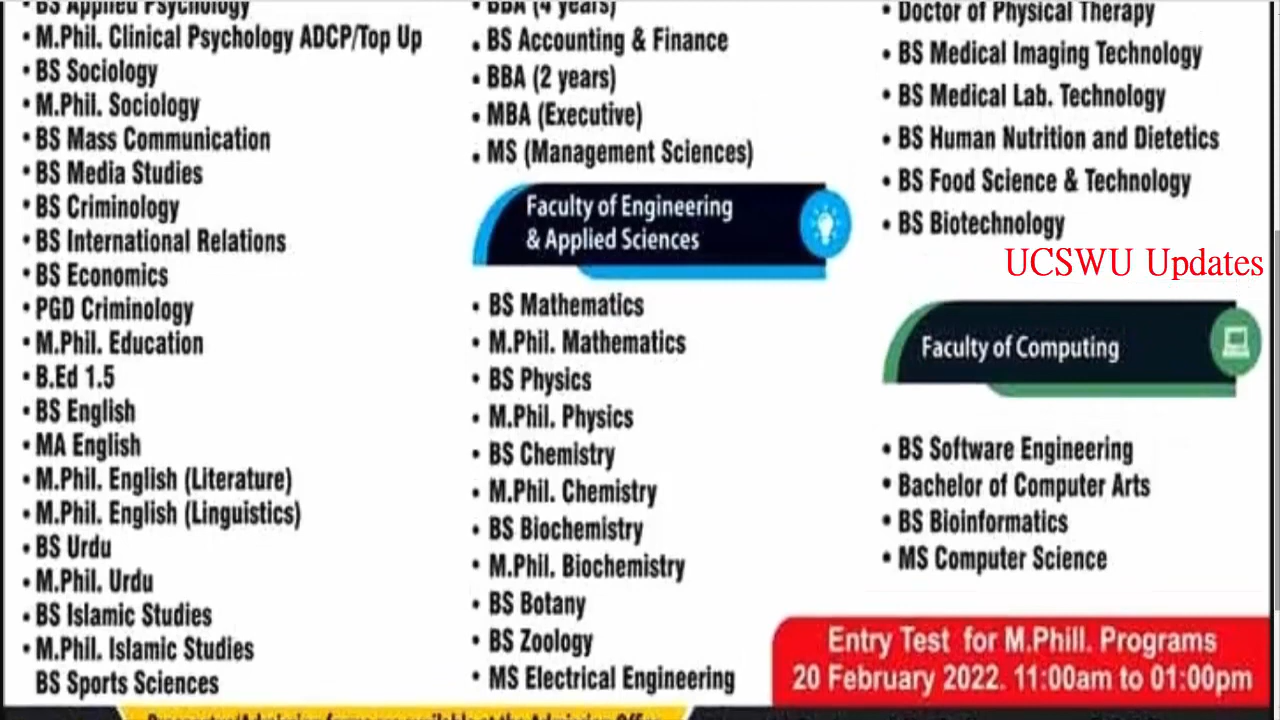 BS Applied Psychology
• M.Phil. Clinical Psychology ADCP/Top Up
• BS Sociology
• M.Phil. Sociology
• BS Mass Communication
• BS Media Studies
• BS Criminology
• BS International Relations
• BS Economics
• PGD Criminology
• M.Phil. Education
• B.Ed 1.5
• BS English
• MA English
• M.Phil. English (Literature)
• M.Phil. English (Linguistics)
• BS Urdu
• M.Phil. Urdu
• BS Islamic Studies
• M.Phil. Islamic Studies
BS Sports Sciences
• BBA (4 years)
• BS Accounting & Finance
• BBA (2 years)
• MBA (Executive)
• MS (Management Sciences)
Faculty of Engineering
& Applied Sciences
• BS Mathematics
• M.Phil. Mathematics
• BS Physics
• M.Phil. Physics
• BS Chemistry
• M.Phil. Chemistry
• BS Biochemistry
• M.Phil. Biochemistry
• BS Botany
• BS Zoology
• MS Electrical Engineering
• Doctor of Physical Therapy
• BS Medical Imaging Technology
• BS Medical Lab. Technology
• BS Human Nutrition and Dietetics
• BS Food Science & Technology
• BS Biotechnology
UCSWU Updates
Faculty of Computing
• BS Software Engineering
• Bachelor of Computer Arts
• BS Bioinformatics
• MS Computer Science
Entry Test for M.Phill. Programs
20 February 2022. 11:00am to 01:00pm